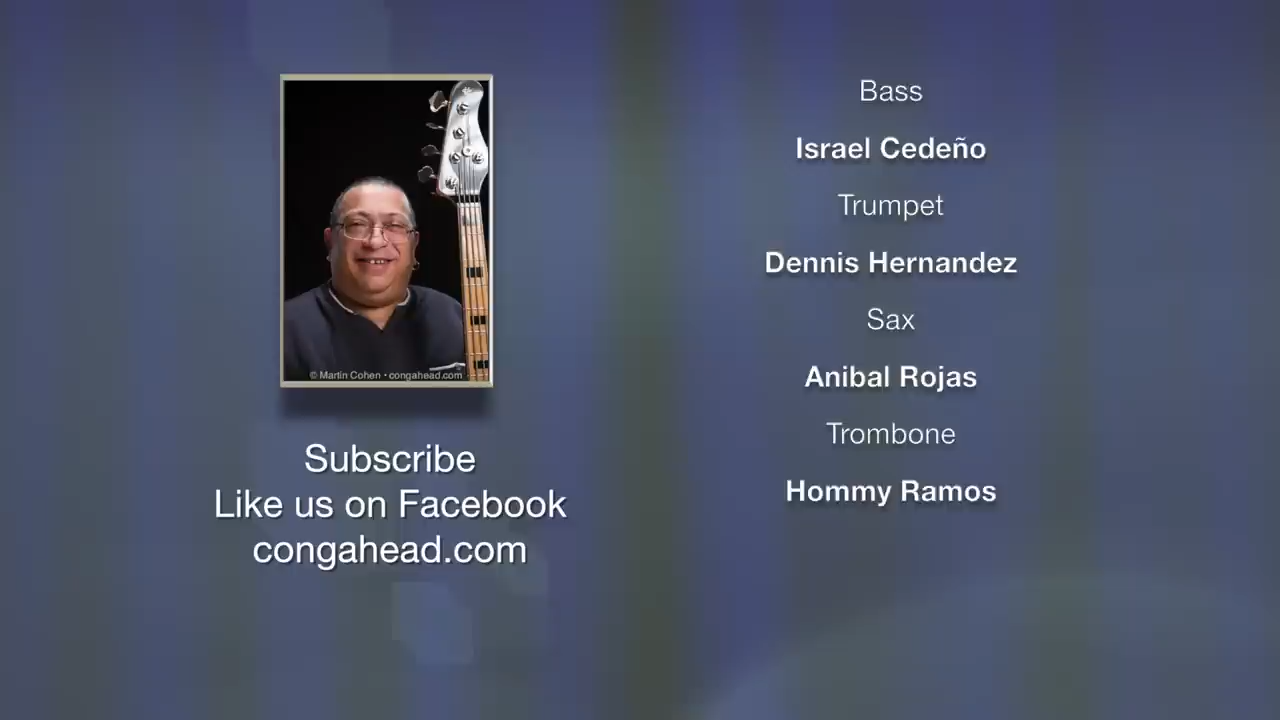 © Martin Cohen • congahead.com
Subscribe
Like us on Facebook
congahead.com
Bass
Israel Cedeño
Trumpet
Dennis Hernandez
Sax
Anibal Rojas
Trombone
Hommy Ramos